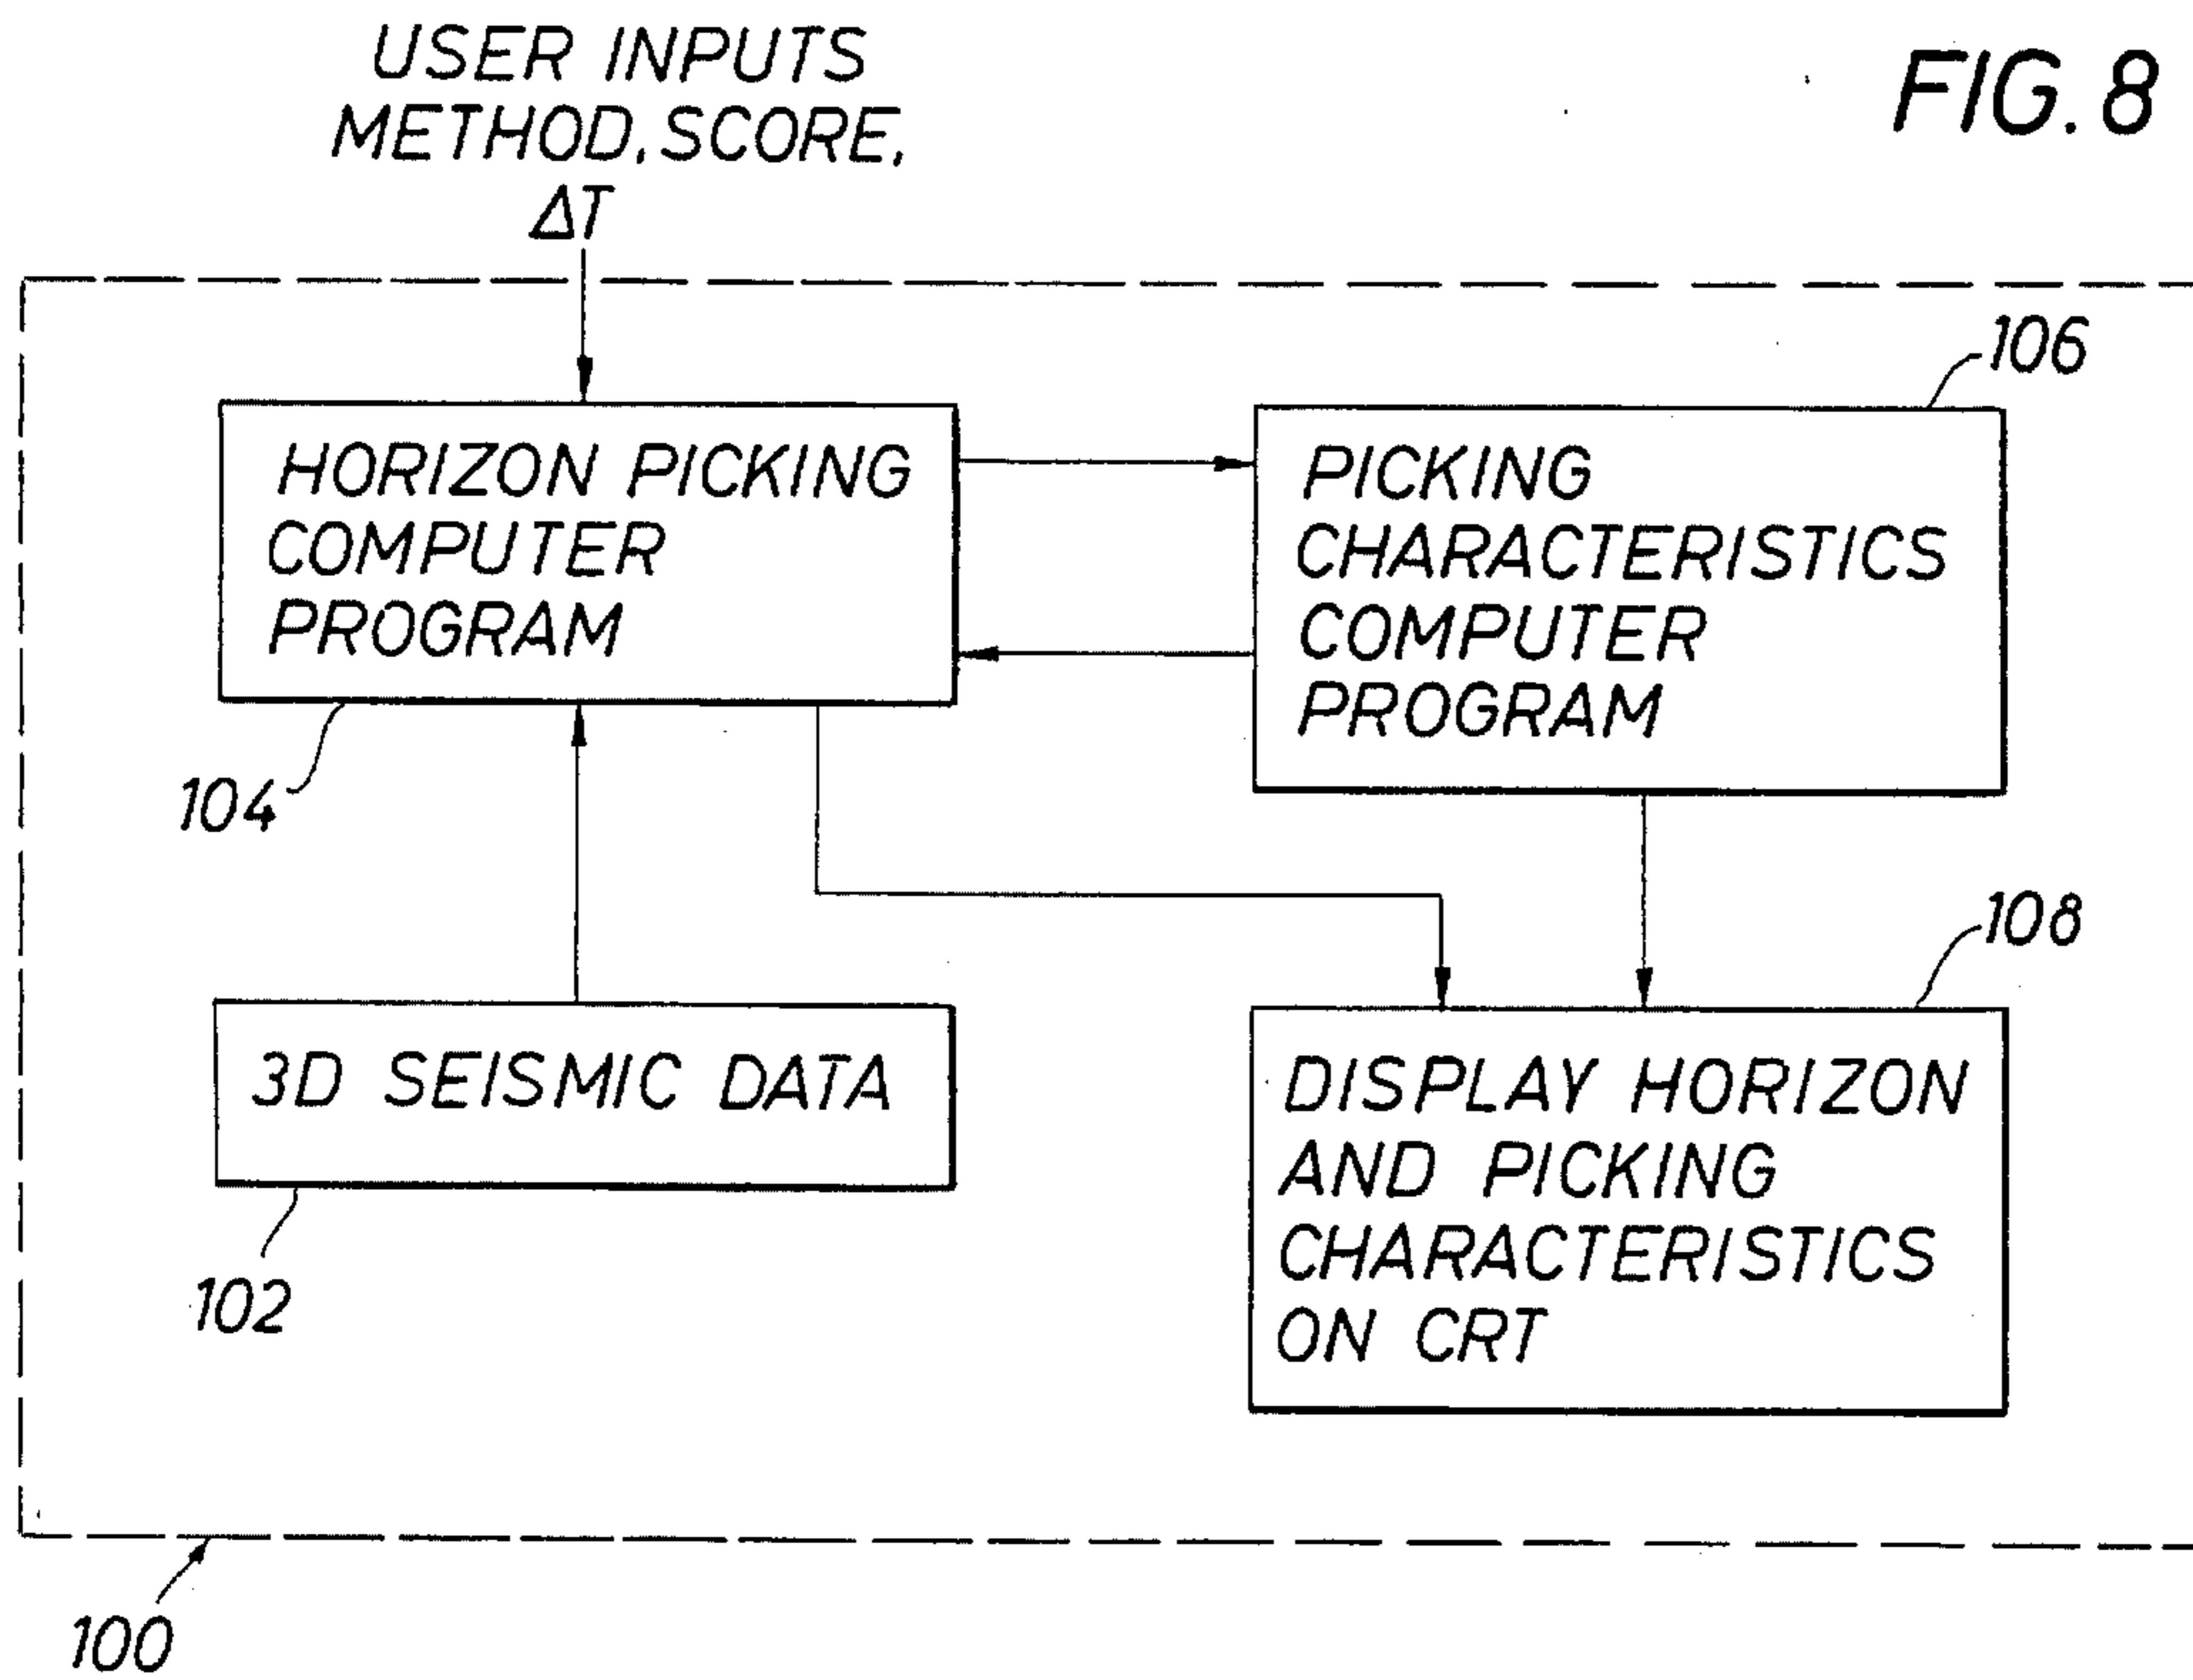 USER INPUTS
METHOD, SCORE,
ΔT
FIG. 8
106
HORIZON PICKING
COMPUTER
PROGRAM
PICKING
CHARACTERISTICS
COMPUTER
PROGRAM
104
108
3D SEISMIC DATA
DISPLAY HORIZON
AND PICKING
CHARACTERISTICS
ON CRT
102
100